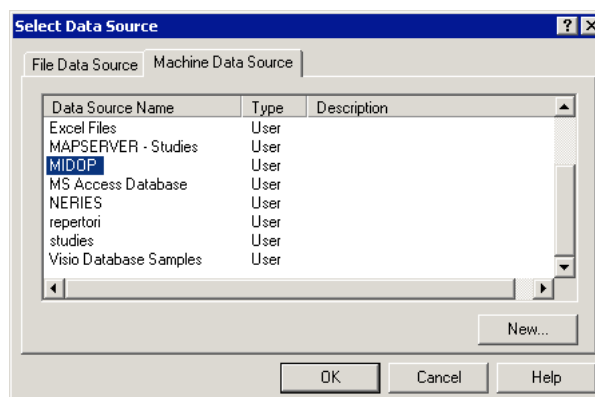 Select Data Source
File Data Source Machine Data Source
Data Source Name Type Description
Excel Files User
MAPSERVER - Studies User
MIDOP User
MS Access Database User
NERIES User
repertori User
studies User
Visio Database Samples User
New...
OK Cancel Help